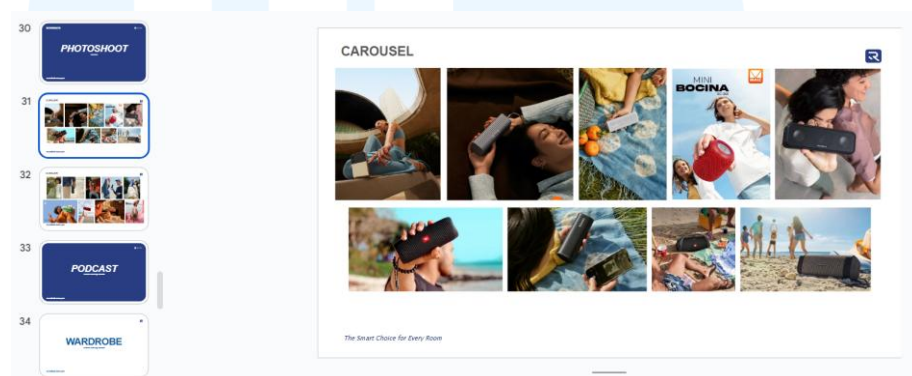 30
PHOTOSHOOT
31
32
33
PODCAST
34
WARDROBE
CAROUSEL
MINI
BOCINA
The Smart Choice for Every Room